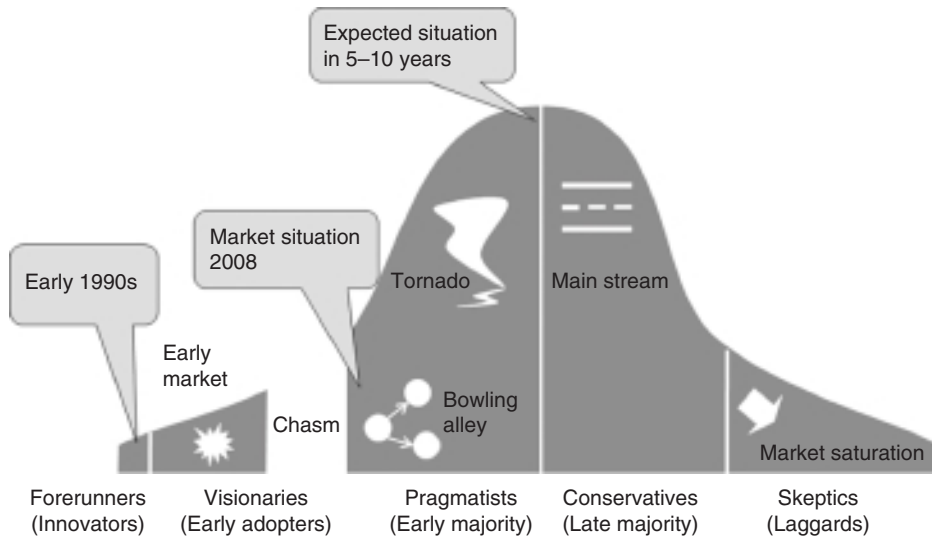 Expected situation
in 5–10 years
Market situation
2008
Early 1990s
Tornado
Main stream
Early
market
Chasm
Bowling
alley
Market saturation
Forerunners
(Innovators)
Visionaries
(Early adopters)
Pragmatists
(Early majority)
Conservatives
(Late majority)
Skeptics
(Laggards)